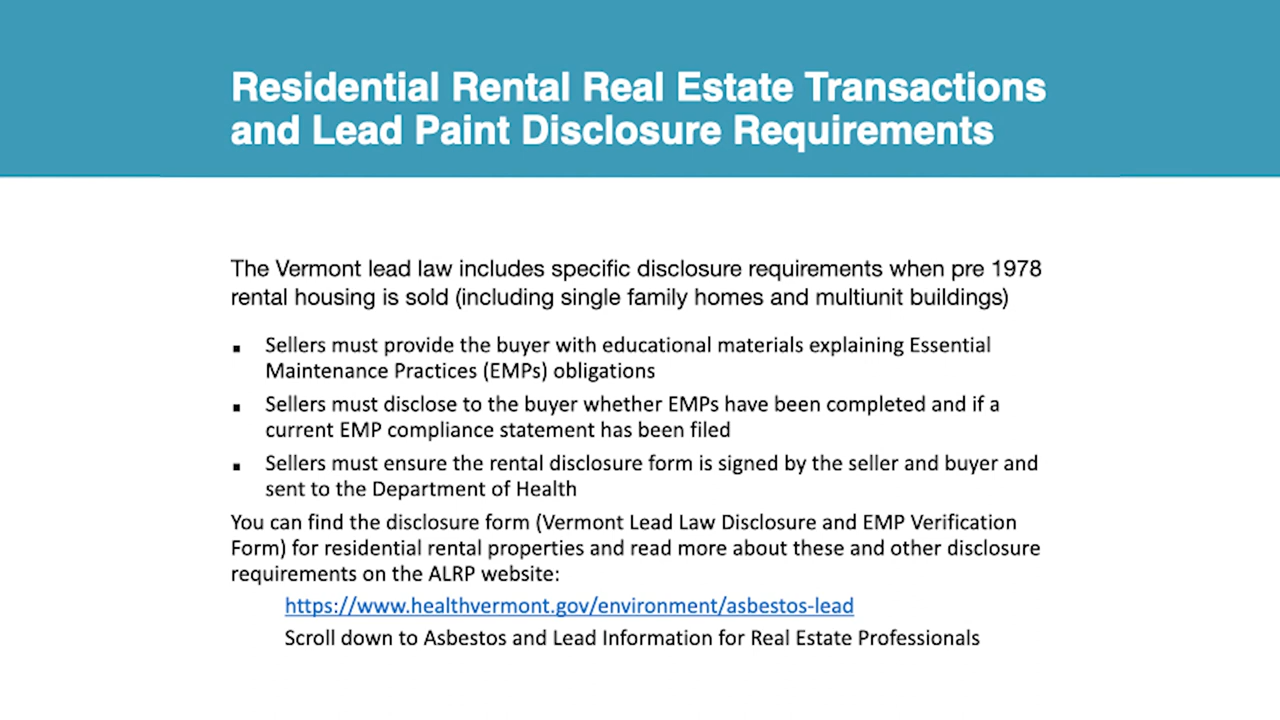 Residential Rental Real Estate Transactions
and Lead Paint Disclosure Requirements
The Vermont lead law includes specific disclosure requirements when pre 1978
rental housing is sold (including single family homes and multiunit buildings)
▪ Sellers must provide the buyer with educational materials explaining Essential
Maintenance Practices (EMPs) obligations
▪ Sellers must disclose to the buyer whether EMPs have been completed and if a
current EMP compliance statement has been filed
▪ Sellers must ensure the rental disclosure form is signed by the seller and buyer and
sent to the Department of Health
You can find the disclosure form (Vermont Lead Law Disclosure and EMP Verification
Form) for residential rental properties and read more about these and other disclosure
requirements on the ALRP website:
https://www.healthvermont.gov/environment/asbestos-lead
Scroll down to Asbestos and Lead Information for Real Estate Professionals